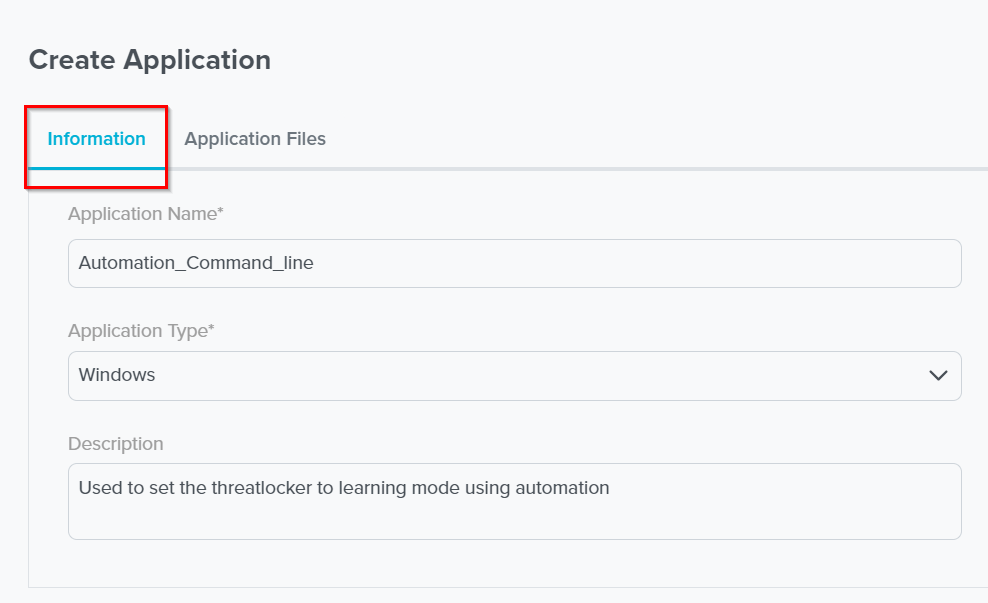 Create Application
Information
Application Files
Application Name*
Automation_Command_line
Application Type*
Windows
Description
Used to set the threatlocker to learning mode using automation